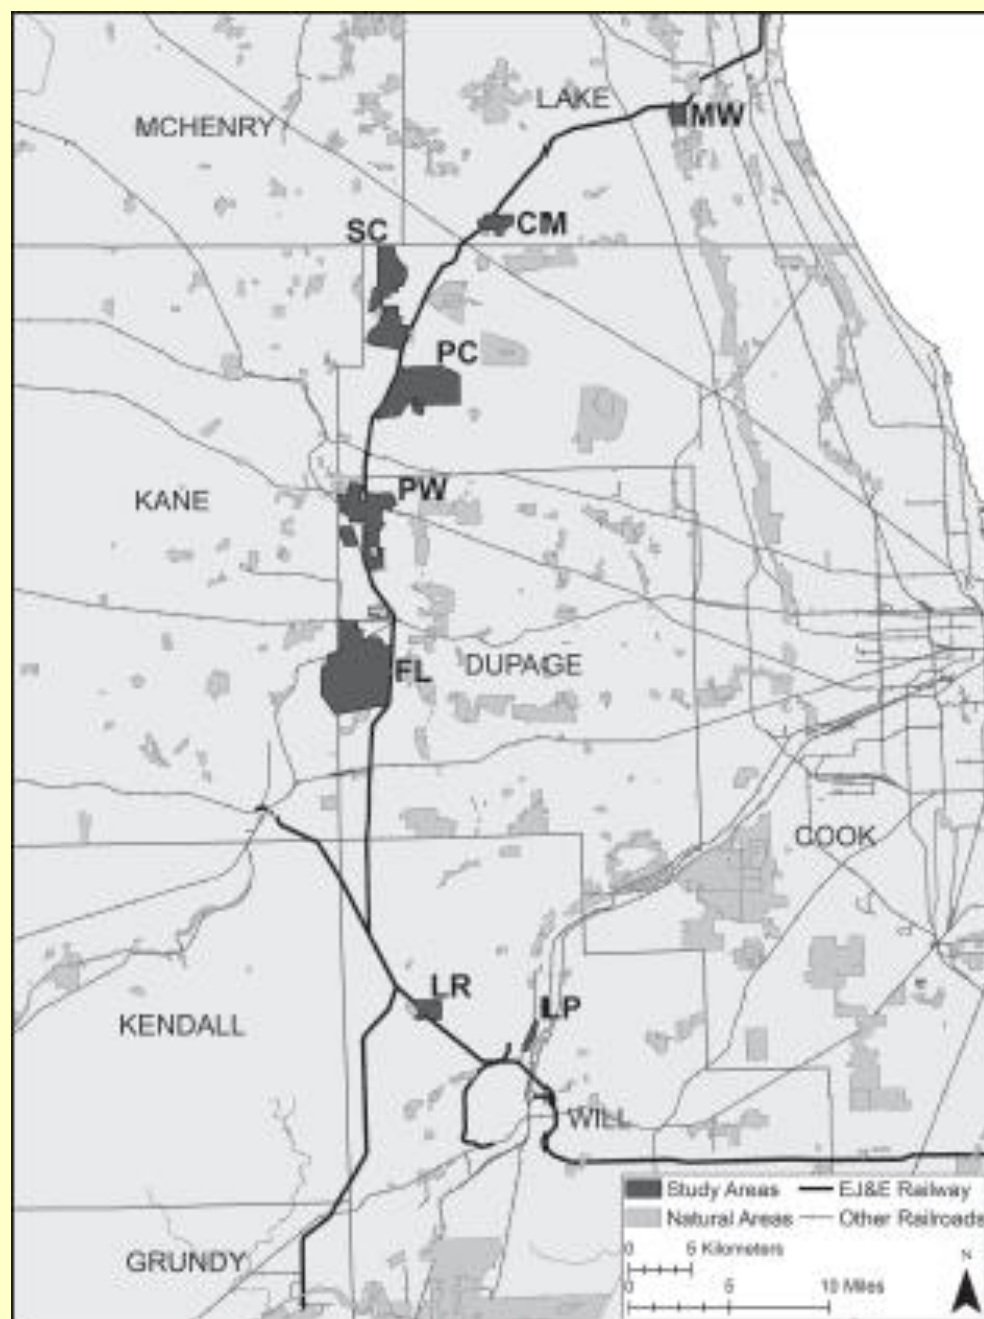 LAKE
MCHENRY
MW
SC
CM
PC
KANE
PW
FL
DUPAGE
COOK
LR
LP
KENDALL
WILL
GRUNDY
Study Areas
EJ&E Railway
Natural Areas
Other Railroads
0 5 Kilometers
0 5 10 Miles
N